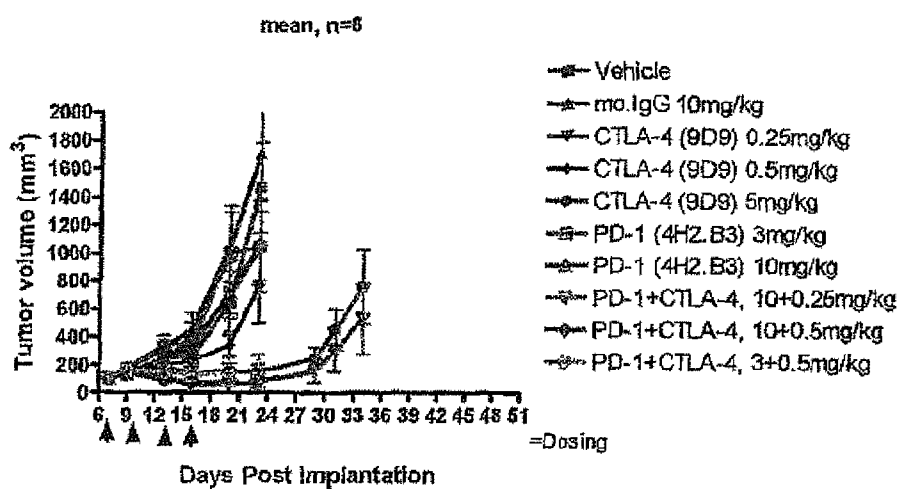 mean, n=8
Tumor volume (mm³)
2000
1800
1600
1400
1200
1000
800
600
400
200
0
6 9 12 15 18 21 24 27 30 33 36 39 42 45 48 51
=Dosing
Days Post Implantation
Vehicle
mo.IgG 10mg/kg
CTLA-4 (9D9) 0.25mg/kg
CTLA-4 (9D9) 0.5mg/kg
CTLA-4 (9D9) 5mg/kg
PD-1 (4H2.B3) 3mg/kg
PD-1 (4H2.B3) 10mg/kg
PD-1+CTLA-4, 10+0.25mg/kg
PD-1+CTLA-4, 10+0.5mg/kg
PD-1+CTLA-4, 3+0.5mg/kg